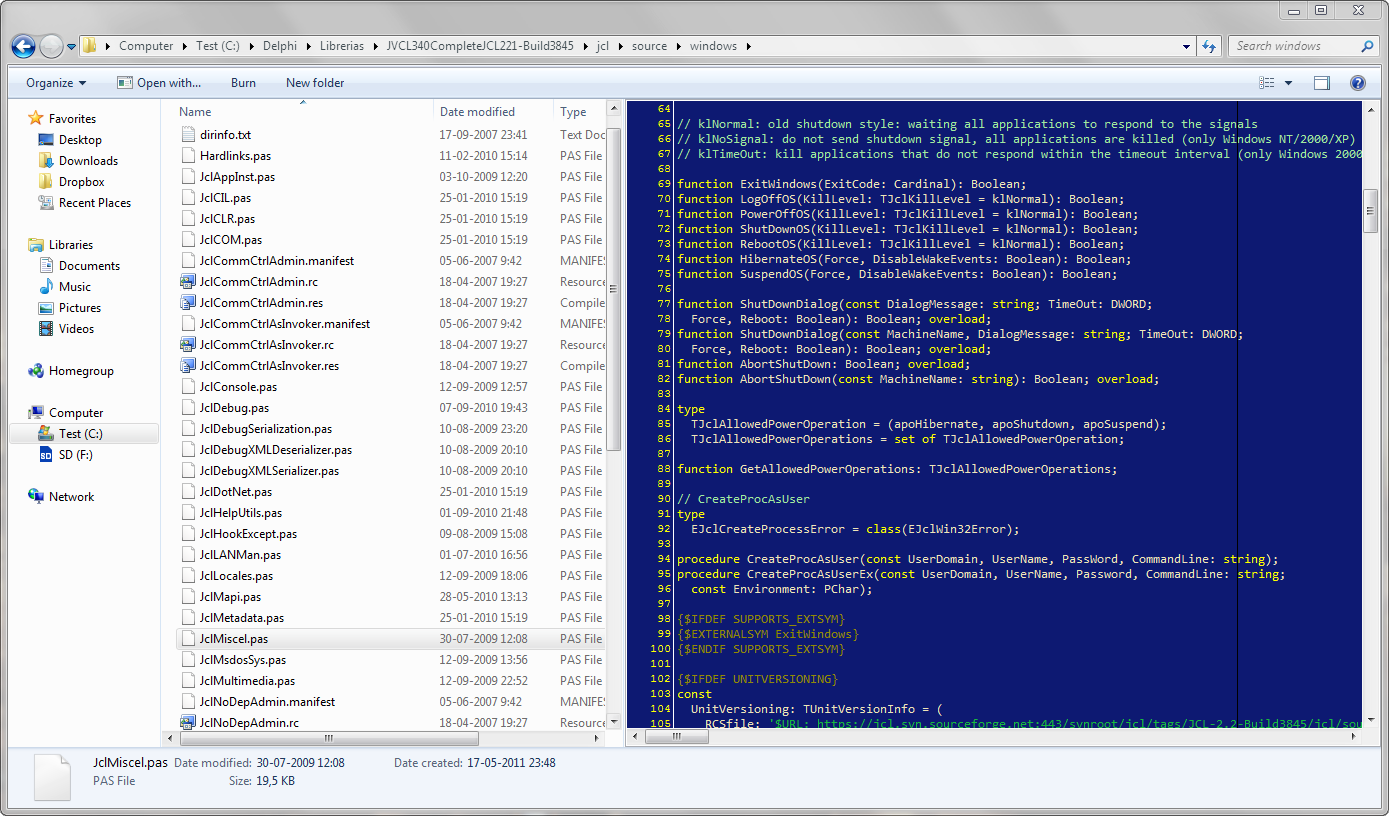 Computer Test (C:) Delphi Librerias JVCL340CompleteJCL221-Build3845 jcl source windows
Search windows
Organize Open with... Burn New folder
Favorites
Desktop
Downloads
Dropbox
Recent Places
Libraries
Documents
Music
Pictures
Videos
Homegroup
Computer
Test (C:)
SD (F:)
Network
Name Date modified Type
dirinfo.txt 17-09-2007 23:41 Text Doc
Hardlinks.pas 11-02-2010 15:14 PAS File
JclAppInst.pas 03-10-2009 12:20 PAS File
JclCIL.pas 25-01-2010 15:19 PAS File
JclCLR.pas 25-01-2010 15:19 PAS File
JclCOM.pas 25-01-2010 15:19 PAS File
JclCommCtrlAdmin.manifest 05-06-2007 9:42 MANIFES
JclCommCtrlAdmin.rc 18-04-2007 19:27 Resource
JclCommCtrlAdmin.res 18-04-2007 19:27 Compile
JclCommCtrlAsInvoker.manifest 05-06-2007 9:42 MANIFES
JclCommCtrlAsInvoker.rc 18-04-2007 19:27 Resource
JclCommCtrlAsInvoker.res 18-04-2007 19:27 Compile
JclConsole.pas 12-09-2009 12:57 PAS File
JclDebug.pas 07-09-2010 19:43 PAS File
JclDebugSerialization.pas 10-08-2009 23:20 PAS File
JclDebugXMLDeserializer.pas 10-08-2009 20:10 PAS File
JclDebugXMLSerializer.pas 10-08-2009 20:10 PAS File
JclDotNet.pas 25-01-2010 15:19 PAS File
JclHelpUtils.pas 01-09-2010 21:48 PAS File
JclHookExcept.pas 09-08-2009 15:08 PAS File
JclLANMan.pas 01-07-2010 16:56 PAS File
JclLocales.pas 12-09-2009 18:06 PAS File
JclMapi.pas 28-05-2010 13:13 PAS File
JclMetadata.pas 25-01-2010 15:19 PAS File
JclMiscel.pas 30-07-2009 12:08 PAS File
JclMsdosSys.pas 12-09-2009 13:56 PAS File
JclMultimedia.pas 12-09-2009 22:52 PAS File
JclNoDepAdmin.manifest 05-06-2007 9:42 MANIFES
JclNoDepAdmin.rc 18-04-2007 19:27 Resource
64
65 // klNormal: old shutdown style: waiting all applications to respond to the signals
66 // klNoSignal: do not send shutdown signal, all applications are killed (only Windows NT/2000/XP)
67 // klTimeOut: kill applications that do not respond within the timeout interval (only Windows 2000
68
69 function ExitWindows(ExitCode: Cardinal): Boolean;
70 function LogOffOS(KillLevel: TJclKillLevel = klNormal): Boolean;
71 function PowerOffOS(KillLevel: TJclKillLevel = klNormal): Boolean;
72 function ShutDownOS(KillLevel: TJclKillLevel = klNormal): Boolean;
73 function RebootOS(KillLevel: TJclKillLevel = klNormal): Boolean;
74 function HibernateOS(Force, DisableWakeEvents: Boolean): Boolean;
75 function SuspendOS(Force, DisableWakeEvents: Boolean): Boolean;
76
77 function ShutDownDialog(const DialogMessage: string; TimeOut: DWORD;
78 Force, Reboot: Boolean): Boolean; overload;
79 function ShutDownDialog(const MachineName, DialogMessage: string; TimeOut: DWORD;
80 Force, Reboot: Boolean): Boolean; overload;
81 function AbortShutDown: Boolean; overload;
82 function AbortShutDown(const MachineName: string): Boolean; overload;
83
84 type
85 TJclAllowedPowerOperation = (apoHibernate, apoShutdown, apoSuspend);
86 TJclAllowedPowerOperations = set of TJclAllowedPowerOperation;
87
88 function GetAllowedPowerOperations: TJclAllowedPowerOperations;
89
90 // CreateProcAsUser
91 type
92 EJclCreateProcessError = class(EJclWin32Error);
93
94 procedure CreateProcAsUser(const UserDomain, UserName, PassWord, CommandLine: string);
95 procedure CreateProcAsUserEx(const UserDomain, UserName, Password, CommandLine: string;
96 const Environment: PChar);
97
98 {$IFDEF SUPPORTS_EXTSYM}
99 {$EXTERNALSYM ExitWindows}
100 {$ENDIF SUPPORTS_EXTSYM}
101
102 {$IFDEF UNITVERSIONING}
103 const
104 UnitVersioning: TUnitVersionInfo = (
105 RCSfile: '$URL: https://jcl.svn.sourceforge.net:443/svnroot/jcl/tags/JCL-2.2-Build3845/jcl/sou
JclMiscel.pas Date modified: 30-07-2009 12:08 Date created: 17-05-2011 23:48
PAS File Size: 19,5 KB